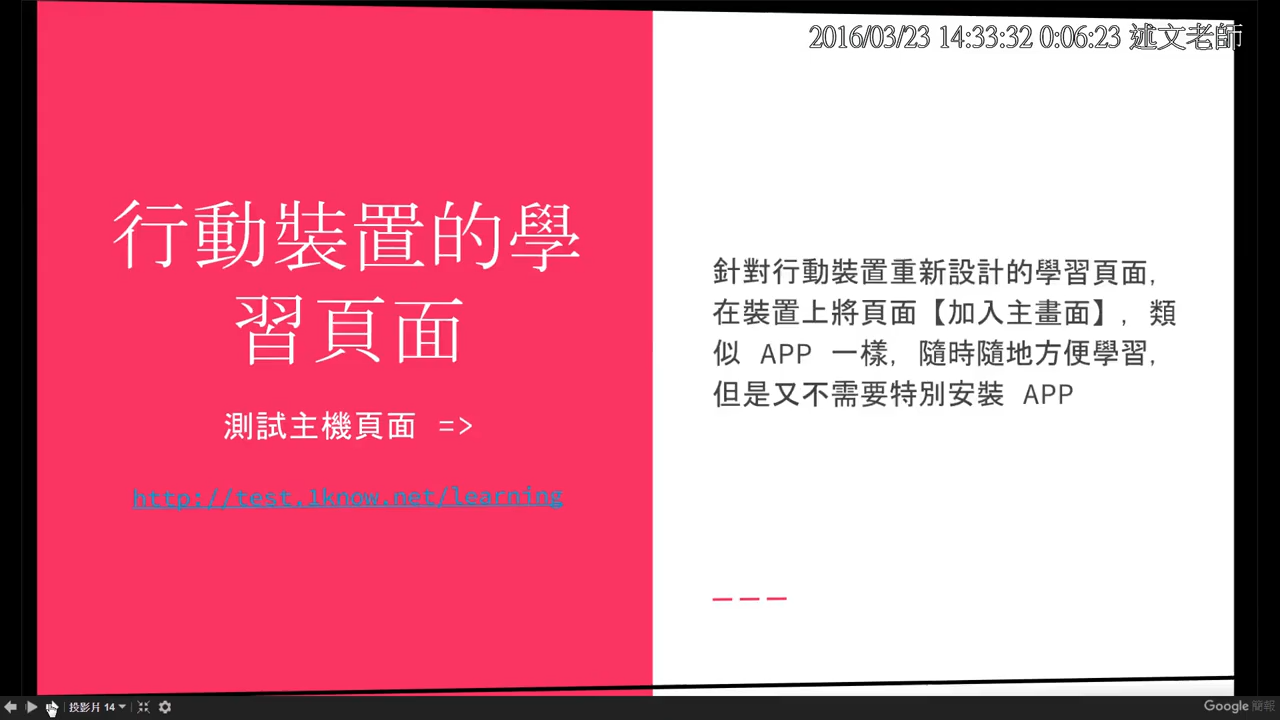 2016/03/23 14:33:32 0:06:23 述文老師
行動裝置的學
習頁面
測試主機頁面 =>
http://test.1know.net/learning
針對行動裝置重新設計的學習頁面,
在裝置上將頁面【加入主畫面】, 類
似 APP 一樣, 隨時隨地方便學習,
但是又不需要特別安裝 APP
投影片 14
Google 簡報